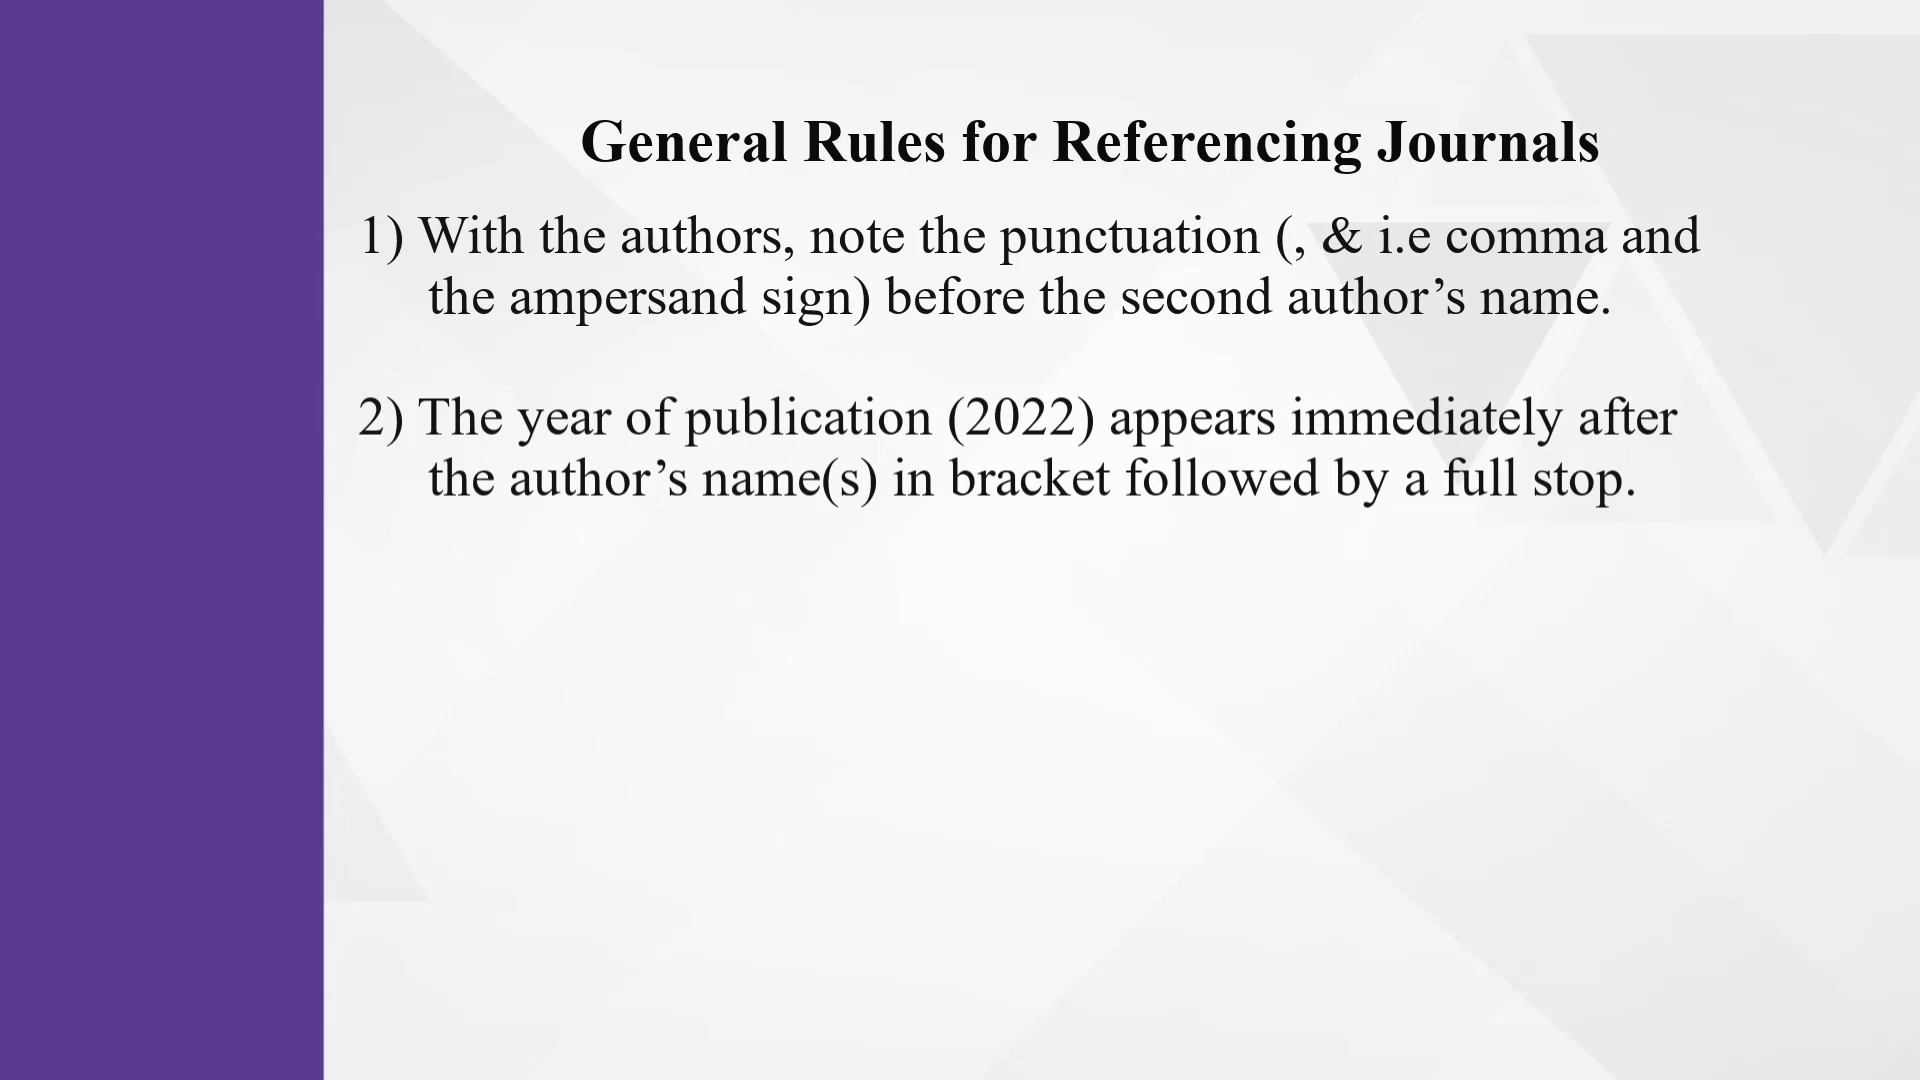 General Rules for Referencing Journals
1) With the authors, note the punctuation (, & i.e comma and
the ampersand sign) before the second author’s name.
2) The year of publication (2022) appears immediately after
the author’s name(s) in bracket followed by a full stop.